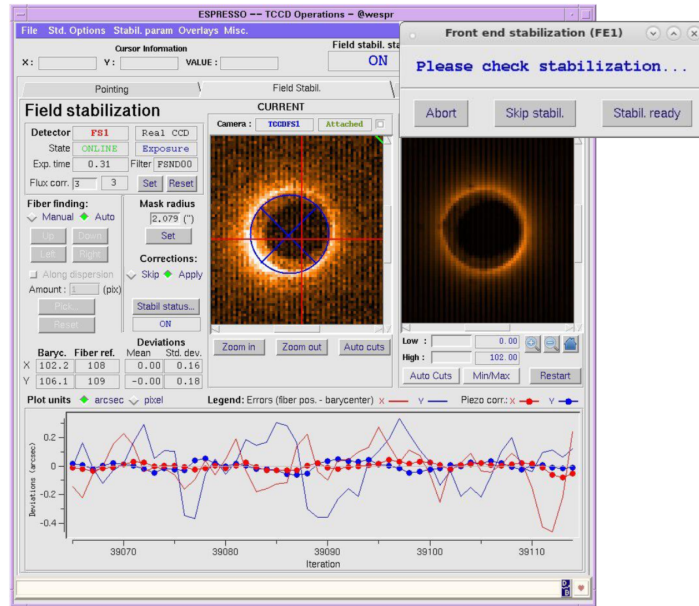 ESPRESSO -- TCCD Operations - @wespr
File Std. Options Stabil. param Overlays Misc.
Cursor Information
X : Y : VALUE :
Field stabil. sta
ON
Front end stabilization (FE1)
Please check stabilization...
Abort Skip stabil. Stabil. ready
Pointing Field Stabil.
Field stabilization
Detector FS1 Real CCD
State ONLINE Exposure
Exp. time 0.31 Filter FSND00
Flux corr. 3 3 Set Reset
Fiber finding:
Manual Auto
Up Down
Left Right
Along dispersion
Amount : 1 (pix)
Pick...
Reset
Mask radius
2.079 (")
Set
Corrections:
Skip Apply
Stabil status...
ON
Deviations
Baryc. Fiber ref. Mean Std. dev.
X 102.2 108 0.00 0.16
Y 106.1 109 -0.00 0.18
CURRENT
Camera : TCCDFS1 Attached
Zoom in Zoom out Auto cuts
Low : 0.00
High : 102.00
Auto Cuts Min/Max Restart
Plot units arcsec pixel Legend: Errors (fiber pos. - barycenter) X Y Piezo corr.: X Y
Deviations (arcsec)
0.2
0
-0.2
-0.4
39070 39080 39090 39100 39110
Iteration
D
B